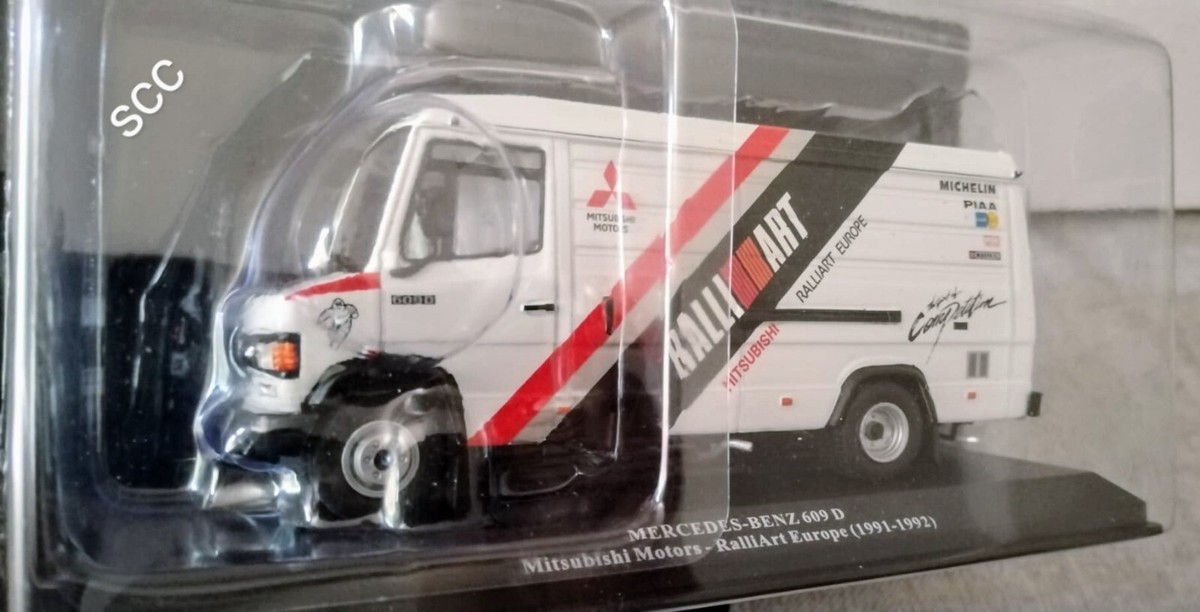 SCC
MITSUBISHI
MOTORS
609D
RALLIART
RALLIART EUROPE
MITSUBISHI
MICHELIN
PIAA
Competition
MERCEDES-BENZ 609 D
Mitsubishi Motors - RalliArt Europe (1991-1992)